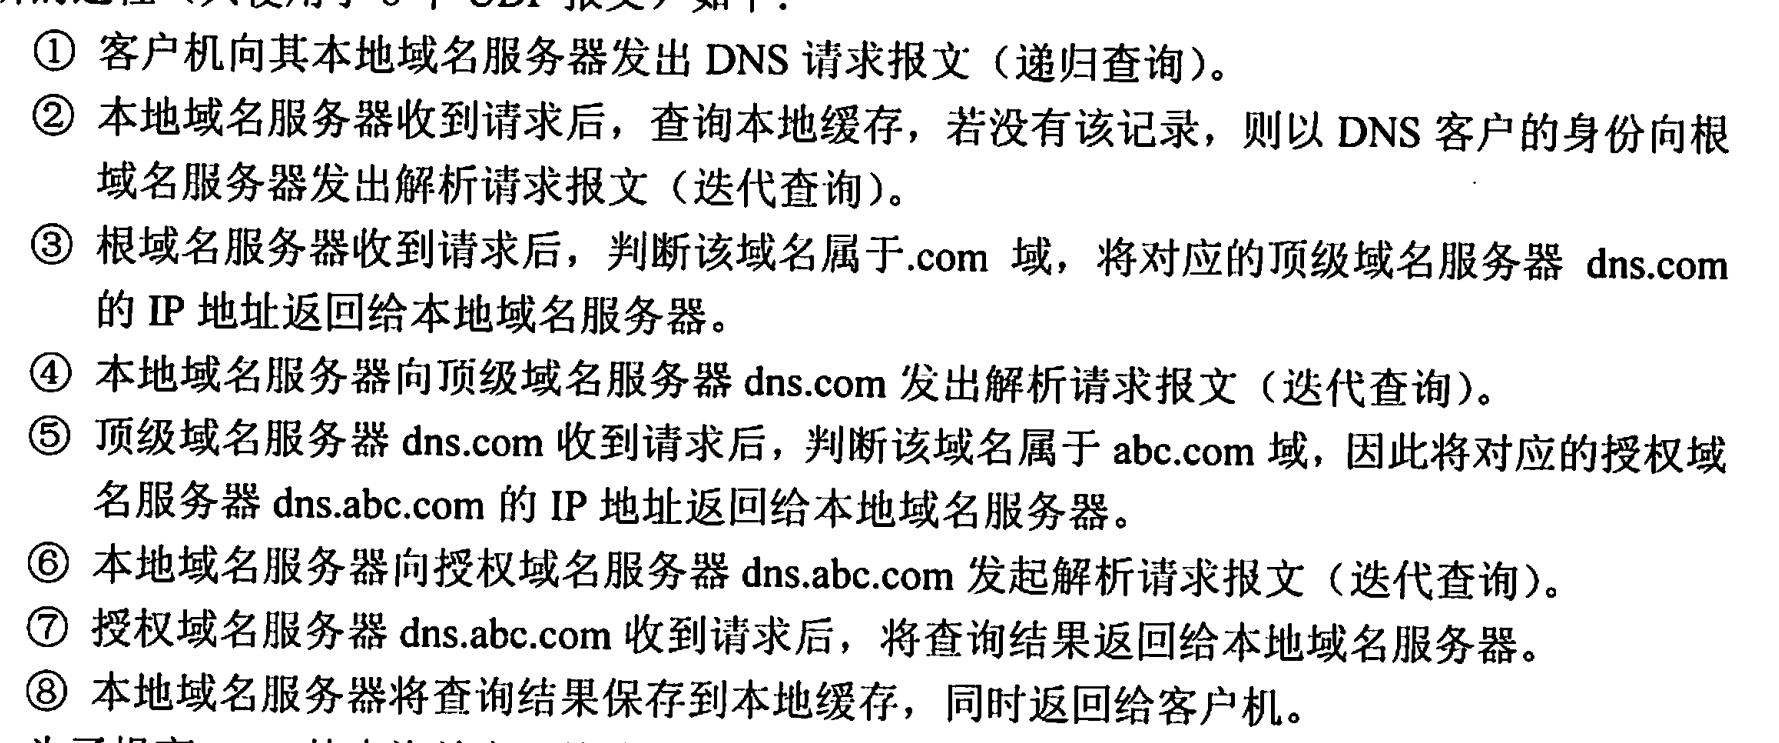 ① 客户机向其本地域名服务器发出 DNS 请求报文（递归查询）。
② 本地域名服务器收到请求后，查询本地缓存，若没有该记录，则以 DNS 客户的身份向根
域名服务器发出解析请求报文（迭代查询）。
③ 根域名服务器收到请求后，判断该域名属于.com 域，将对应的顶级域名服务器 dns.com
的 IP 地址返回给本地域名服务器。
④ 本地域名服务器向顶级域名服务器 dns.com 发出解析请求报文（迭代查询）。
⑤ 顶级域名服务器 dns.com 收到请求后，判断该域名属于 abc.com 域，因此将对应的授权域
名服务器 dns.abc.com 的 IP 地址返回给本地域名服务器。
⑥ 本地域名服务器向授权域名服务器 dns.abc.com 发起解析请求报文（迭代查询）。
⑦ 授权域名服务器 dns.abc.com 收到请求后，将查询结果返回给本地域名服务器。
⑧ 本地域名服务器将查询结果保存到本地缓存，同时返回给客户机。